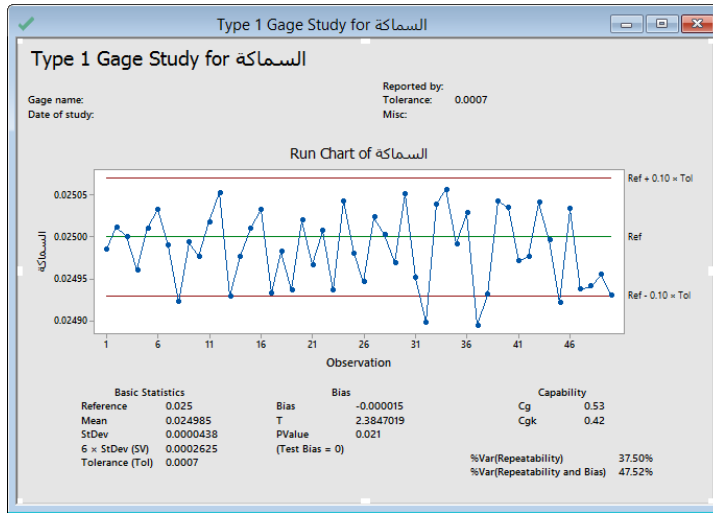 Type 1 Gage Study for السماكة
Type 1 Gage Study for السماكة
Reported by:
Gage name:
Tolerance: 0.0007
Date of study:
Misc:
Run Chart of السماكة
Ref + 0.10 × Tol
0.02505
0.02500
Ref
السماكة
0.02495
Ref - 0.10 × Tol
0.02490
1 6 11 16 21 26 31 36 41 46
Observation
Basic Statistics
Reference 0.025
Mean 0.024985
StDev 0.0000438
6 × StDev (SV) 0.0002625
Tolerance (Tol) 0.0007
Bias
Bias -0.000015
T 2.3847019
PValue 0.021
(Test Bias = 0)
Capability
Cg 0.53
Cgk 0.42
%Var(Repeatability) 37.50%
%Var(Repeatability and Bias) 47.52%